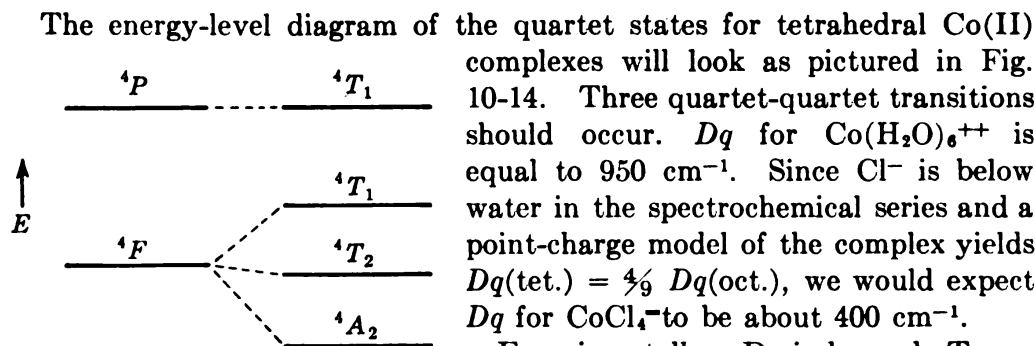 The energy-level diagram of the quartet states for tetrahedral Co(II)
complexes will look as pictured in Fig.
10-14. Three quartet-quartet transitions
should occur. Dq for Co(H₂O)₆⁺⁺ is
equal to 950 cm⁻¹. Since Cl⁻ is below
water in the spectrochemical series and a
point-charge model of the complex yields
Dq(tet.) = 4/9 Dq(oct.), we would expect
Dq for CoCl₄⁼to be about 400 cm⁻¹.
⁴P
⁴T₁
E
⁴T₁
⁴F
⁴T₂
⁴A₂